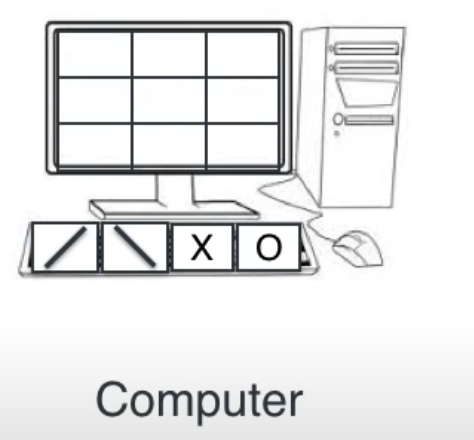 / \ X O
Computer